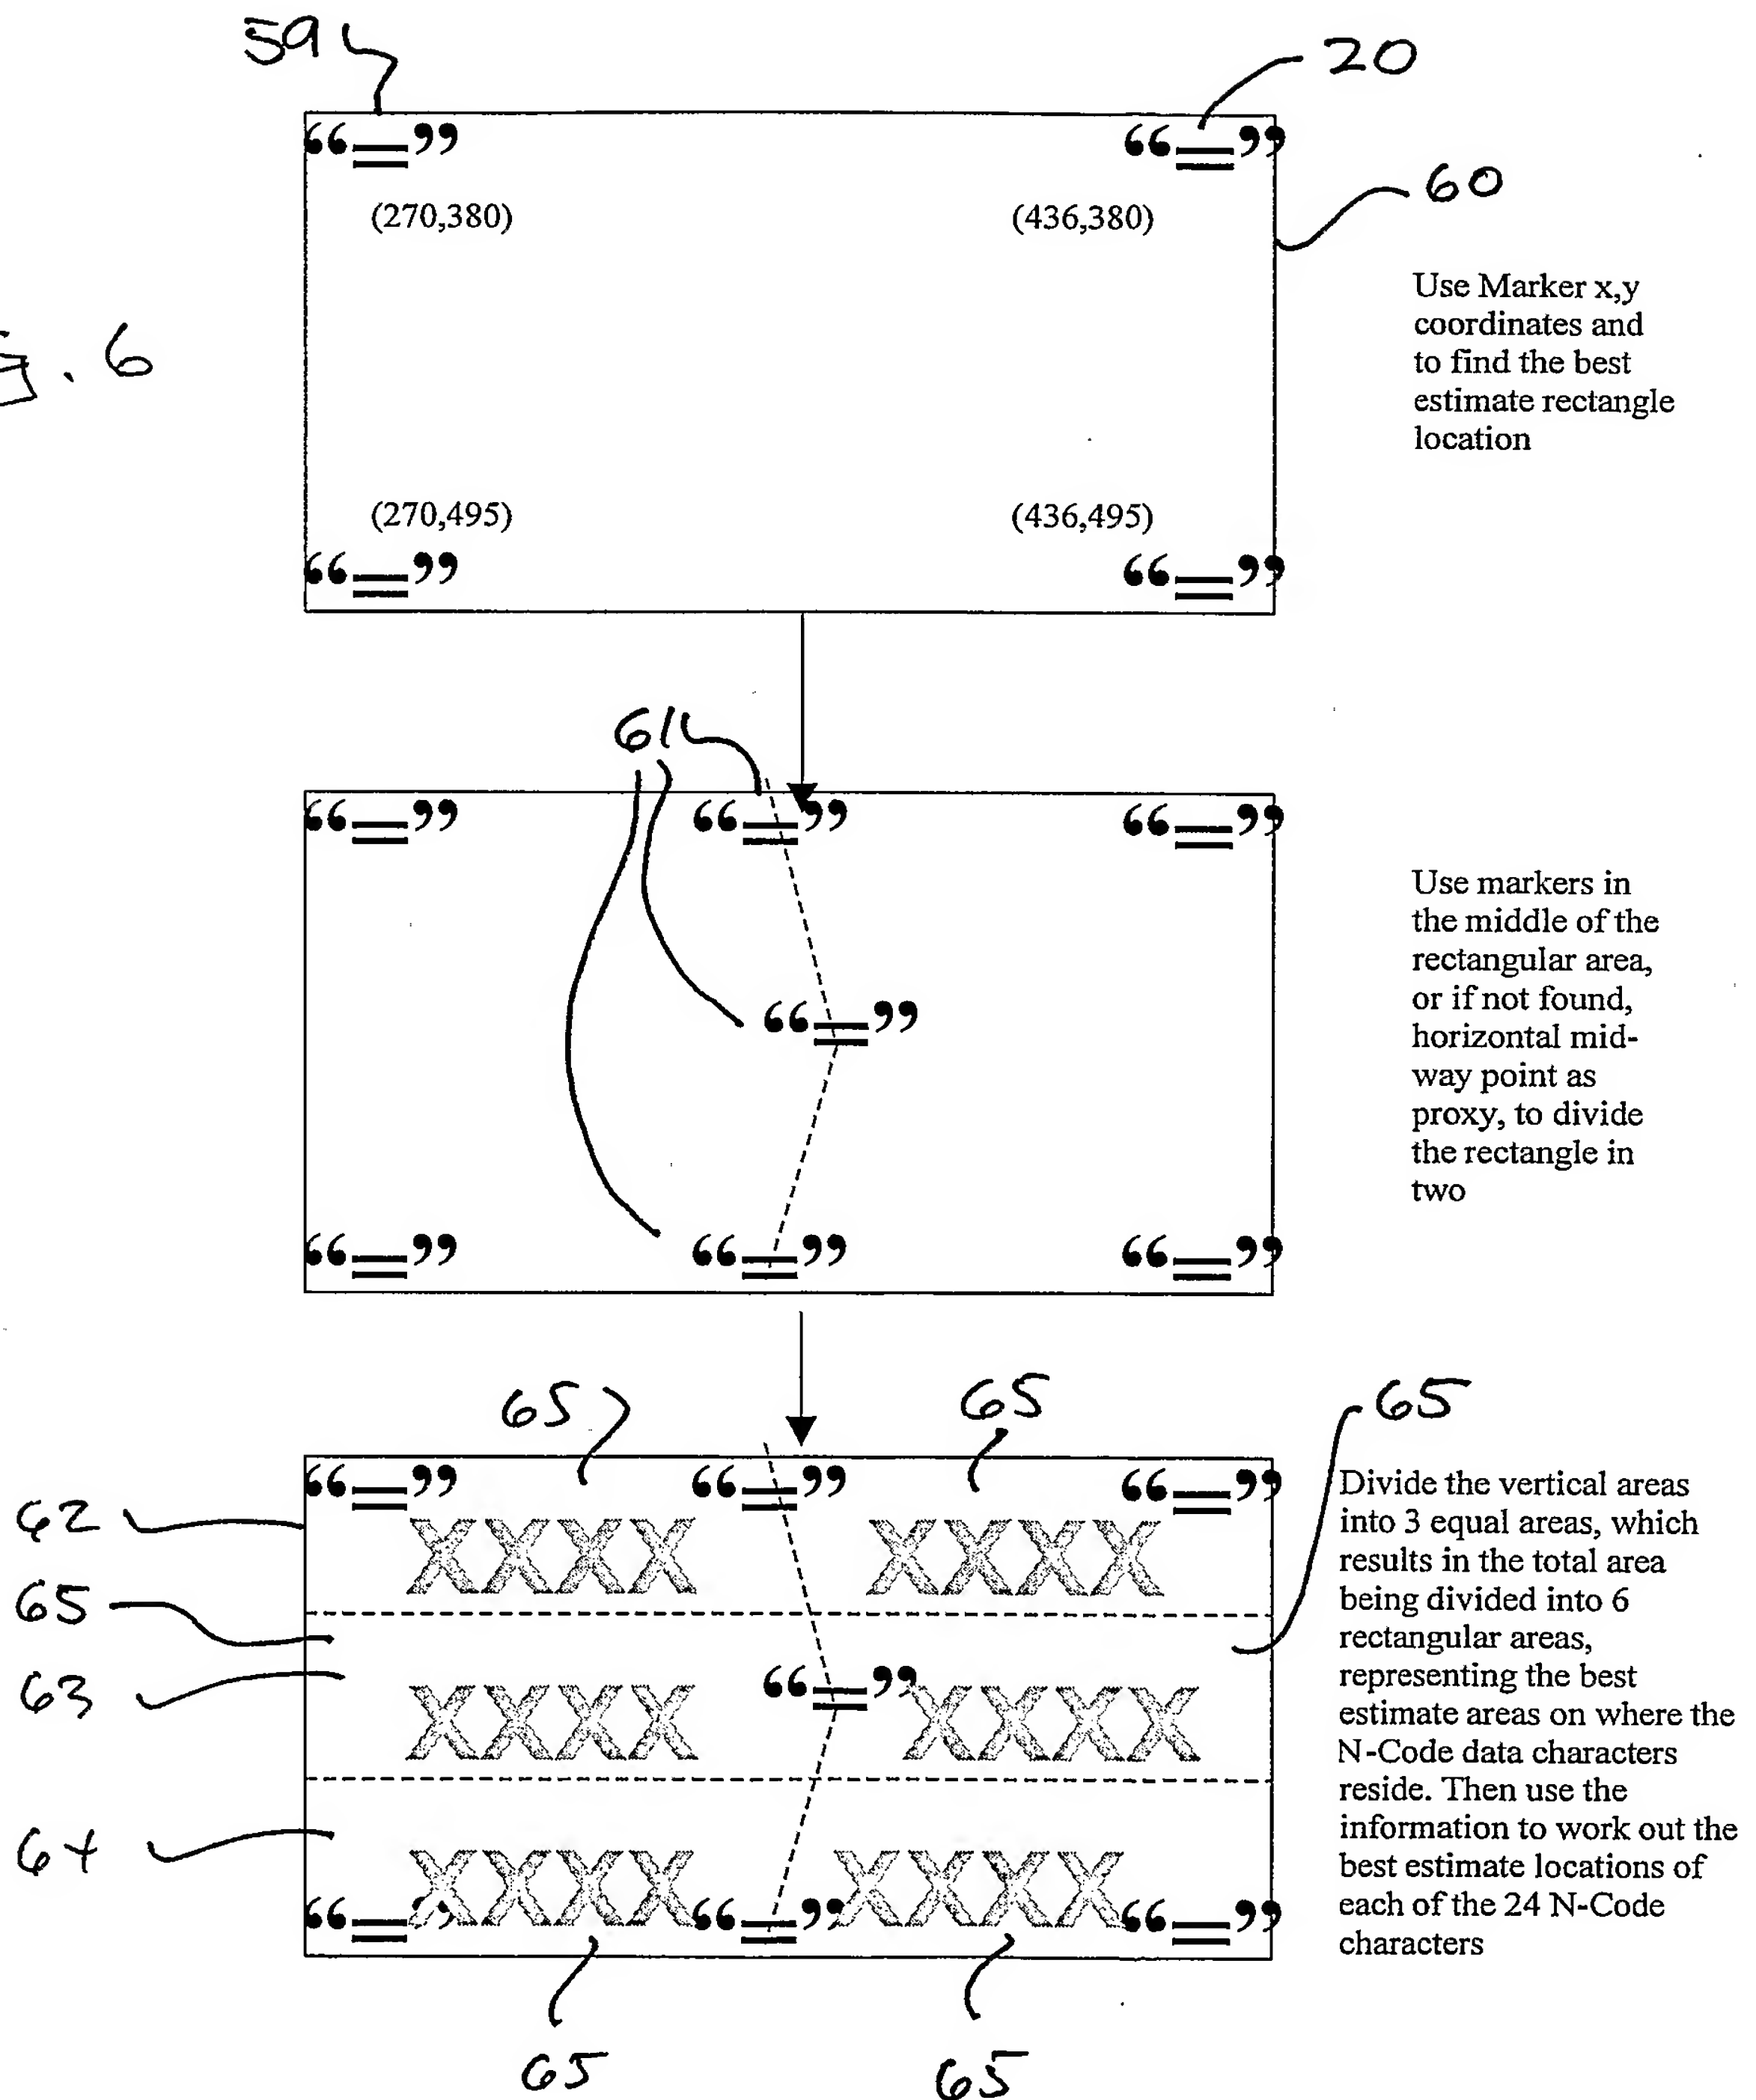 59
20
“=” “=”
60
(270,380) (436,380)
Use Marker x,y
coordinates and
to find the best
estimate rectangle
location
. 6
(270,495) (436,495)
“=” “=”
61
“=” “=” “=”
Use markers in
the middle of the
rectangular area,
or if not found,
horizontal mid-
way point as
proxy, to divide
the rectangle in
two
“=”
“=” “=” “=”
65 65 65
“=” “=” “=”
62
XXXX XXXX
65
63
“=”
XXXX XXXX
64
XXXX XXXX
“=” “=” “=”
Divide the vertical areas
into 3 equal areas, which
results in the total area
being divided into 6
rectangular areas,
representing the best
estimate areas on where the
N-Code data characters
reside. Then use the
information to work out the
best estimate locations of
each of the 24 N-Code
characters
65 65